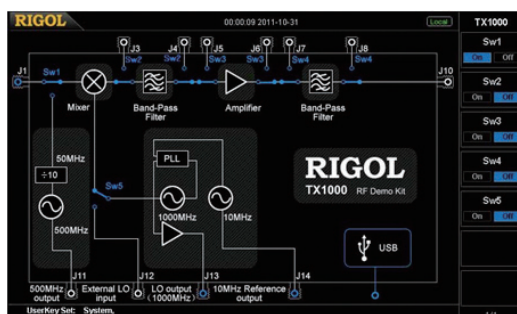 RIGOL
00:00:09 2011-10-31
Local
TX1000
Sw1
On Off
Sw2
On Off
Sw3
On Off
Sw4
On Off
Sw5
On Off
J3 J4 J5 J6 J7 J8
Sw2 Sw2 Sw3 Sw3 Sw4 Sw4
J1 Sw1 J10
Mixer
Band-Pass Filter
Amplifier
Band-Pass Filter
50MHz
÷10
500MHz
Sw5
PLL
1000MHz
10MHz
RIGOL
TX1000 RF Demo Kit
USB
J11 J12 J13 J14
500MHz output
External LO input
LO output (1000MHz)
10MHz Reference output
UserKey Set: System,